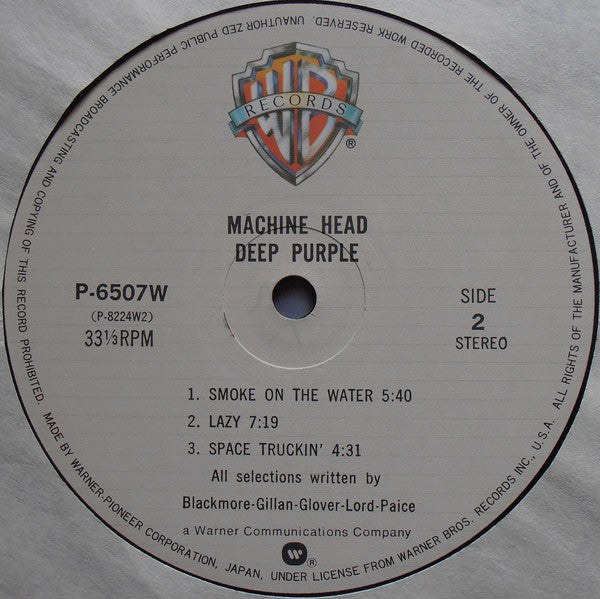 WB
RECORDS
®
MACHINE HEAD
DEEP PURPLE
P-6507W
(P-8224W2)
33⅓RPM
SIDE
2
STEREO
1. SMOKE ON THE WATER 5:40
2. LAZY 7:19
3. SPACE TRUCKIN' 4:31
All selections written by
Blackmore-Gillan-Glover-Lord-Paice
a Warner Communications Company
W®
MADE BY WARNER-PIONEER CORPORATION, JAPAN, UNDER LICENSE FROM WARNER BROS. RECORDS INC., U.S.A. ALL RIGHTS OF THE MANUFACTURER AND OF THE OWNER OF THE RECORDED WORK RESERVED. UNAUTHOR ZED PUBLIC PERFORMANCE BROADCASTING AND COPYING OF THIS RECORD PROHIBITED.